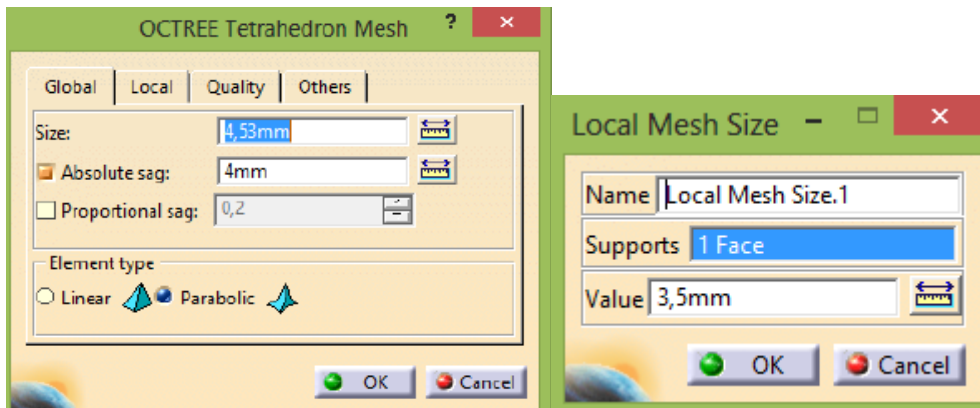 OCTREE Tetrahedron Mesh ? ×
Global Local Quality Others
Size: 4,53mm
Absolute sag: 4mm
Proportional sag: 0,2
Element type
Linear Parabolic
OK Cancel
Local Mesh Size – ×
Name Local Mesh Size.1
Supports 1 Face
Value 3,5mm
OK Cancel